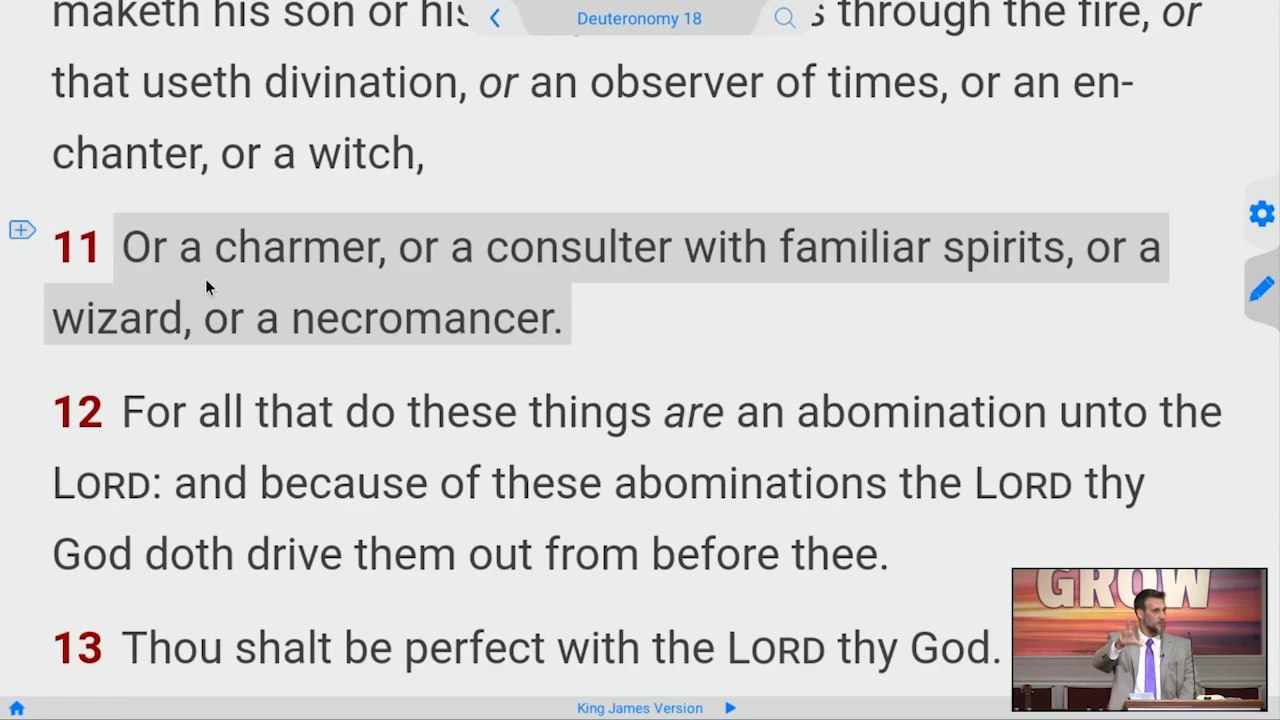 maketh his son or his
Deuteronomy 18
through the fire, or
that useth divination, or an observer of times, or an en-
chanter, or a witch,
11 Or a charmer, or a consulter with familiar spirits, or a
wizard, or a necromancer.
12 For all that do these things are an abomination unto the
LORD: and because of these abominations the LORD thy
God doth drive them out from before thee.
13 Thou shalt be perfect with the LORD thy God.
GROW
King James Version